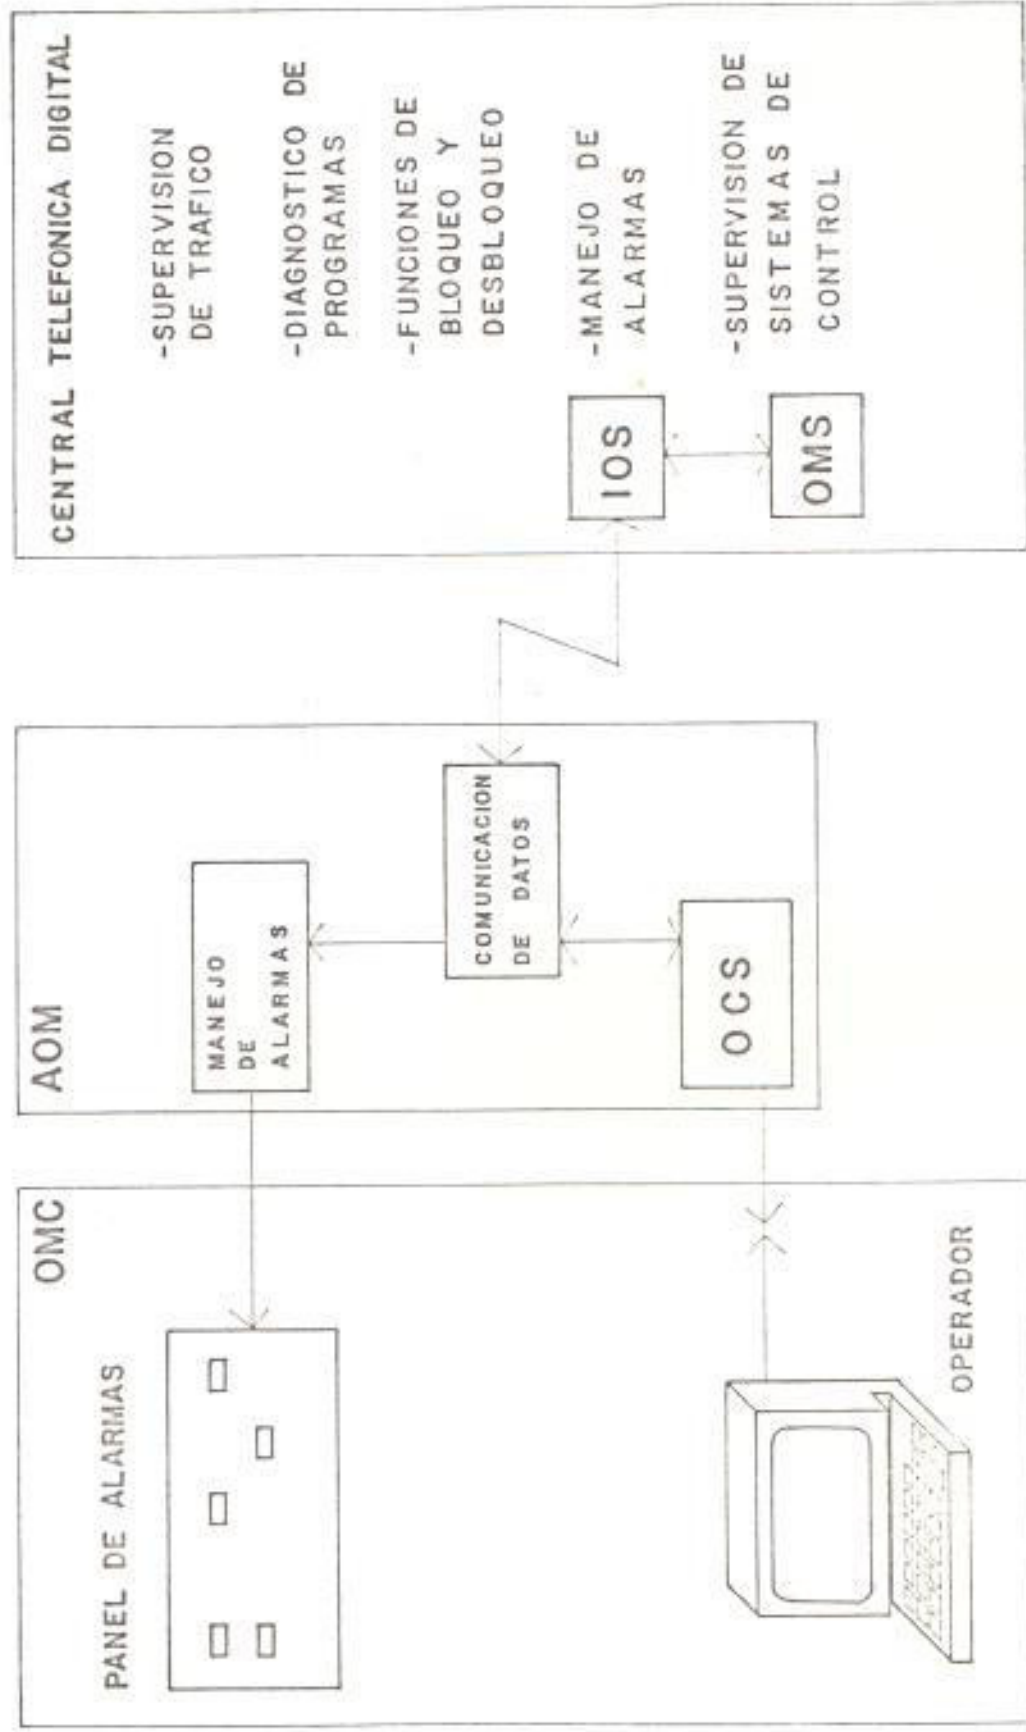 OMC
PANEL DE ALARMAS
OPERADOR
AOM
MANEJO
DE
ALARMAS
COMUNICACION
DE DATOS
OCS
CENTRAL TELEFONICA DIGITAL
-SUPERVISION
DE TRAFICO
-DIAGNOSTICO DE
PROGRAMAS
-FUNCIONES DE
BLOQUEO Y
DESBLOQUEO
-MANEJO DE
ALARMAS
-SUPERVISION DE
SISTEMAS DE
CONTROL
IOS
OMS